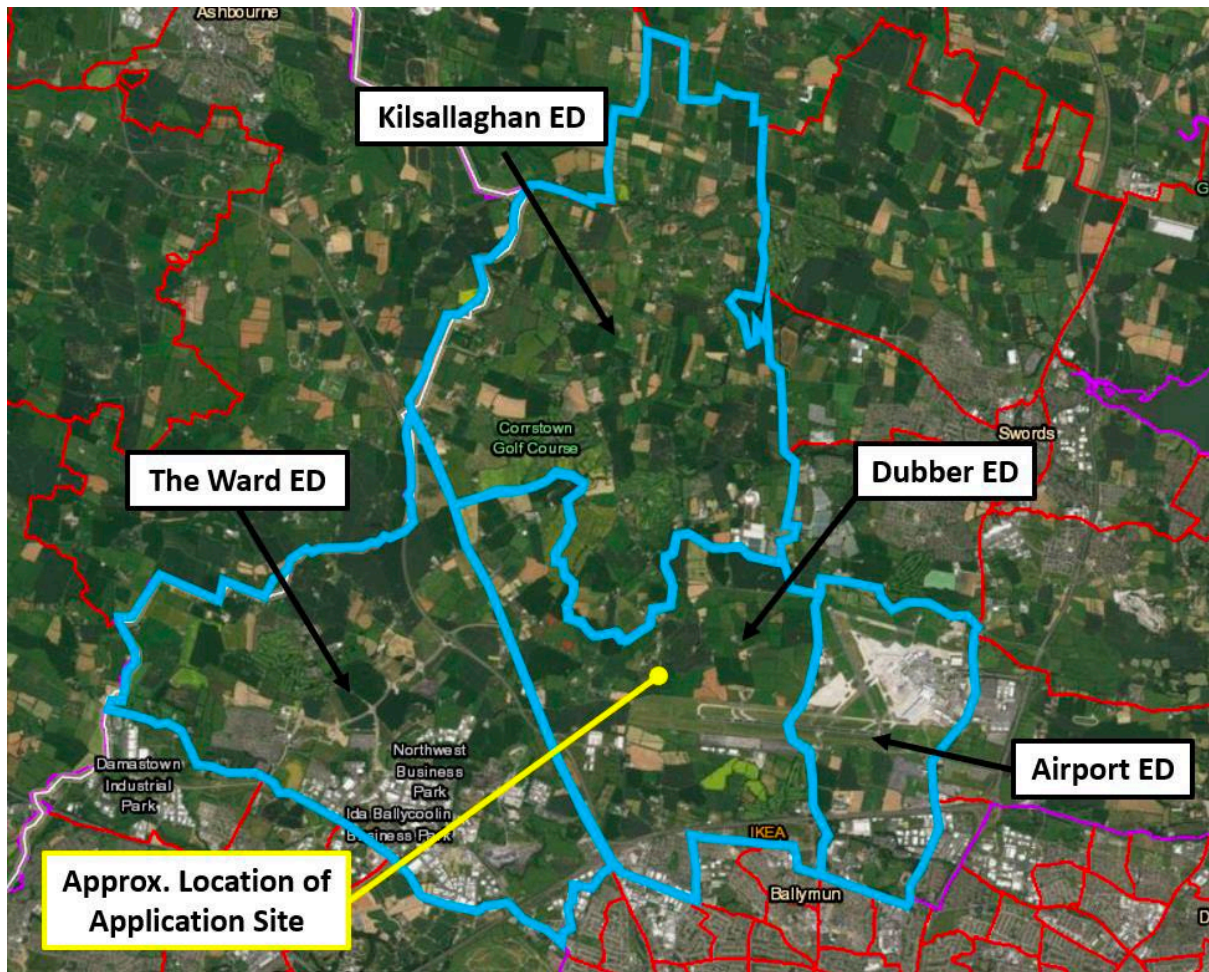 Ashbourne
Kilsallaghan ED
Corrstown
Golf Course
Swords
The Ward ED
Dubber ED
Northwest
Business
Park
Damastown
Industrial
Park
Ida Ballycoolin
Business Park
Airport ED
IKEA
Approx. Location of
Application Site
Ballymun